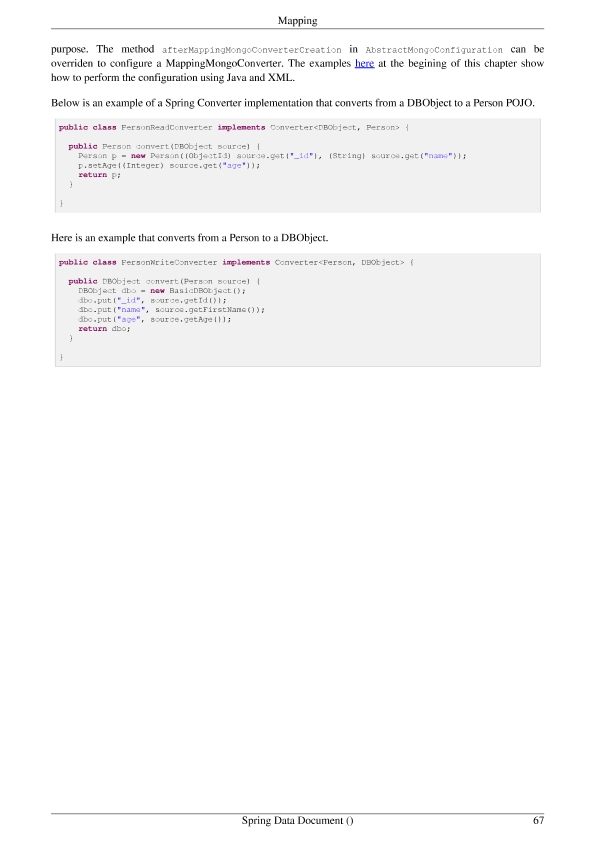 Mapping
purpose. The method afterMappingMongoConverterCreation in AbstractMongoConfiguration can be
overriden to configure a MappingMongoConverter. The examples here at the begining of this chapter show
how to perform the configuration using Java and XML.
Below is an example of a Spring Converter implementation that converts from a DBObject to a Person POJO.
public class PersonReadConverter implements Converter<DBObject, Person> {
public Person convert(DBObject source) {
Person p = new Person((ObjectId) source.get("_id"), (String) source.get("name"));
p.setAge((Integer) source.get("age"));
return p;
}
}
Here is an example that converts from a Person to a DBObject.
public class PersonWriteConverter implements Converter<Person, DBObject> {
public DBObject convert(Person source) {
DBObject dbo = new BasicDBObject();
dbo.put("_id", source.getId());
dbo.put("name", source.getFirstName());
dbo.put("age", source.getAge());
return dbo;
}
}
Spring Data Document () 67